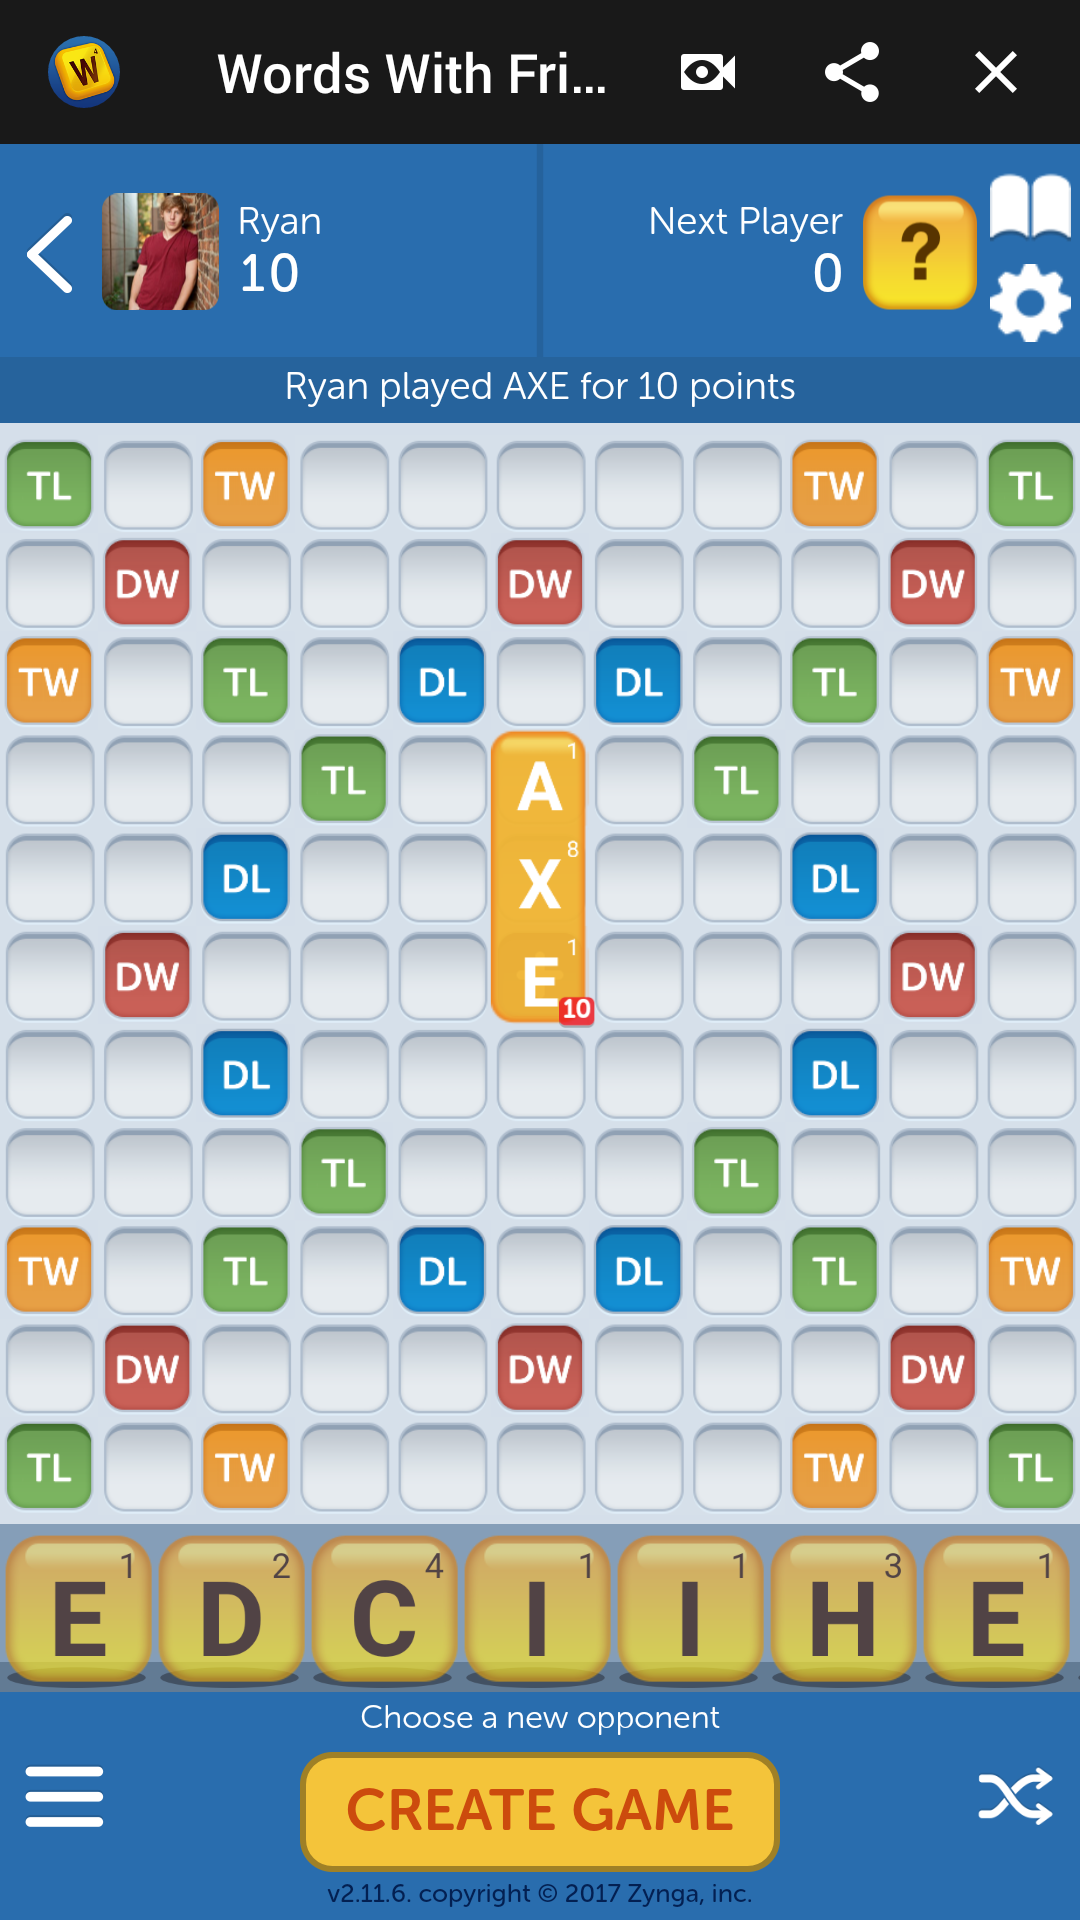 W 4 Words With Fri...
Ryan Next Player
10 0 ?
Ryan played AXE for 10 points
TL TW TW TL
DW DW DW
TW TL DL DL TL TW
TL A 1 TL
DL X 8 DL
DW E 1 10 DW
DL DL
TL TL
TW TL DL DL TL TW
DW DW DW
TL TW TW TL
E 1 D 2 C 4 I 1 I 1 H 3 E 1
Choose a new opponent
CREATE GAME
v2.11.6. copyright © 2017 Zynga, inc.